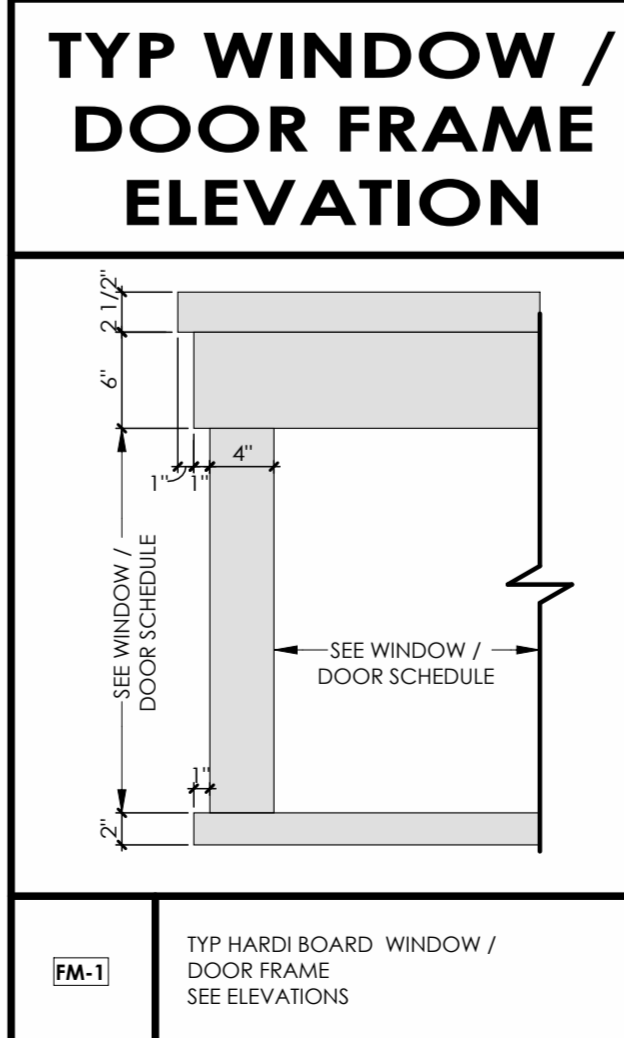 TYP WINDOW /
DOOR FRAME
ELEVATION
2 1/2"
6"
4"
1"
1"
SEE WINDOW /
DOOR SCHEDULE
SEE WINDOW /
DOOR SCHEDULE
1"
2"
FM-1
TYP HARDI BOARD WINDOW /
DOOR FRAME
SEE ELEVATIONS